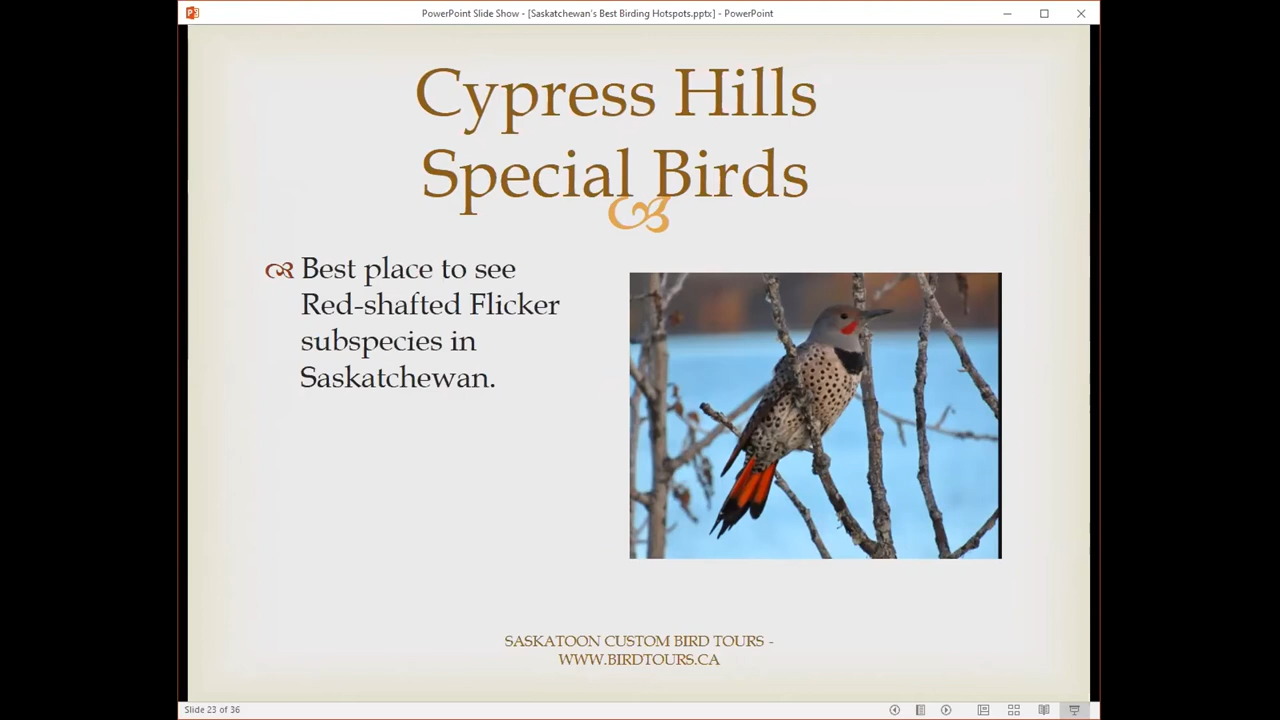 PowerPoint Slide Show - [Saskatchewan's Best Birding Hotspots.pptx] - PowerPoint
Cypress Hills
Special Birds
Best place to see
Red-shafted Flicker
subspecies in
Saskatchewan.
SASKATOON CUSTOM BIRD TOURS -
WWW.BIRDTOURS.CA
Slide 23 of 36